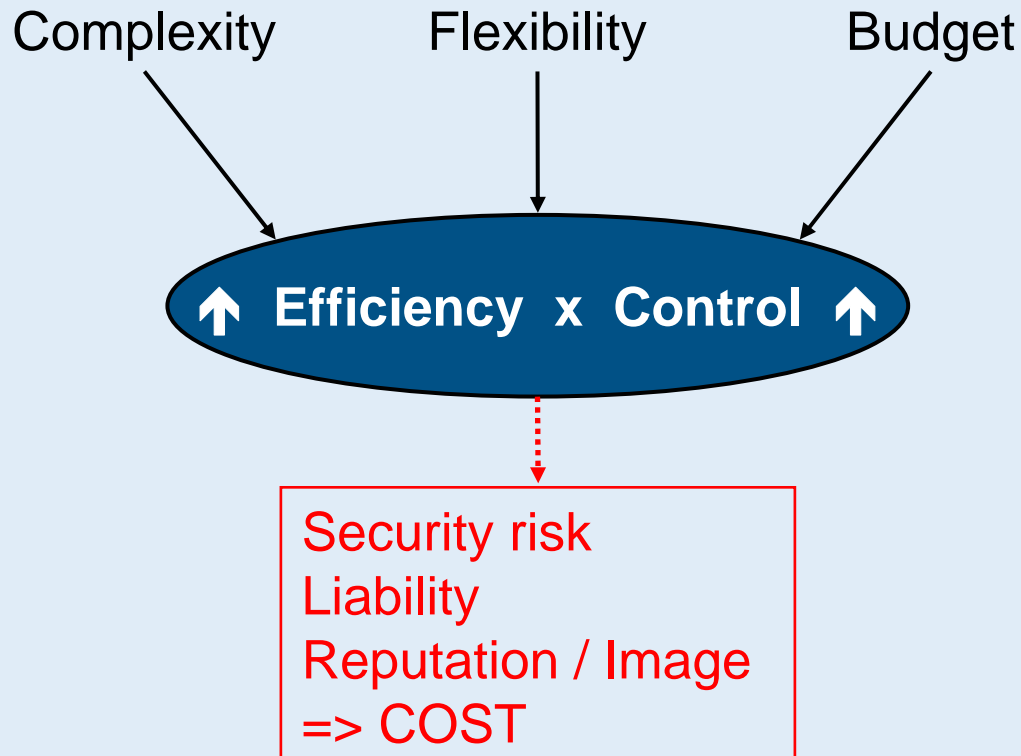 Complexity Flexibility Budget
↑ Efficiency x Control ↑
Security risk
Liability
Reputation / Image
=> COST